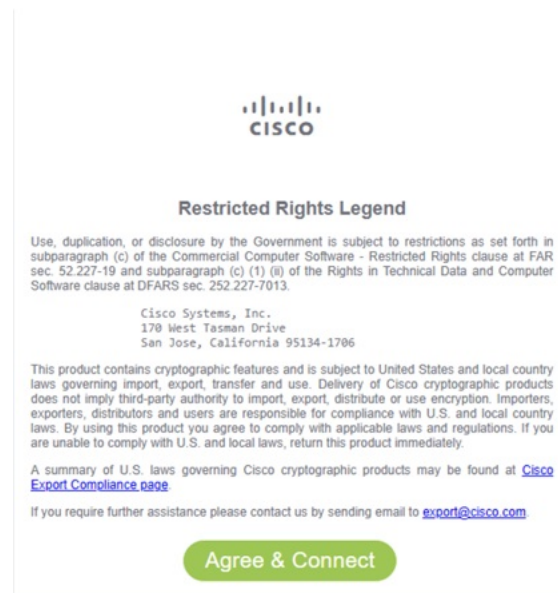 CISCO
Restricted Rights Legend
Use, duplication, or disclosure by the Government is subject to restrictions as set forth in
subparagraph (c) of the Commercial Computer Software - Restricted Rights clause at FAR
sec. 52.227-19 and subparagraph (c) (1) (ii) of the Rights in Technical Data and Computer
Software clause at DFARS sec. 252.227-7013.
Cisco Systems, Inc.
170 West Tasman Drive
San Jose, California 95134-1706
This product contains cryptographic features and is subject to United States and local country
laws governing import, export, transfer and use. Delivery of Cisco cryptographic products
does not imply third-party authority to import, export, distribute or use encryption. Importers,
exporters, distributors and users are responsible for compliance with U.S. and local country
laws. By using this product you agree to comply with applicable laws and regulations. If you
are unable to comply with U.S. and local laws, return this product immediately.
A summary of U.S. laws governing Cisco cryptographic products may be found at Cisco
Export Compliance page.
If you require further assistance please contact us by sending email to export@cisco.com.
Agree & Connect